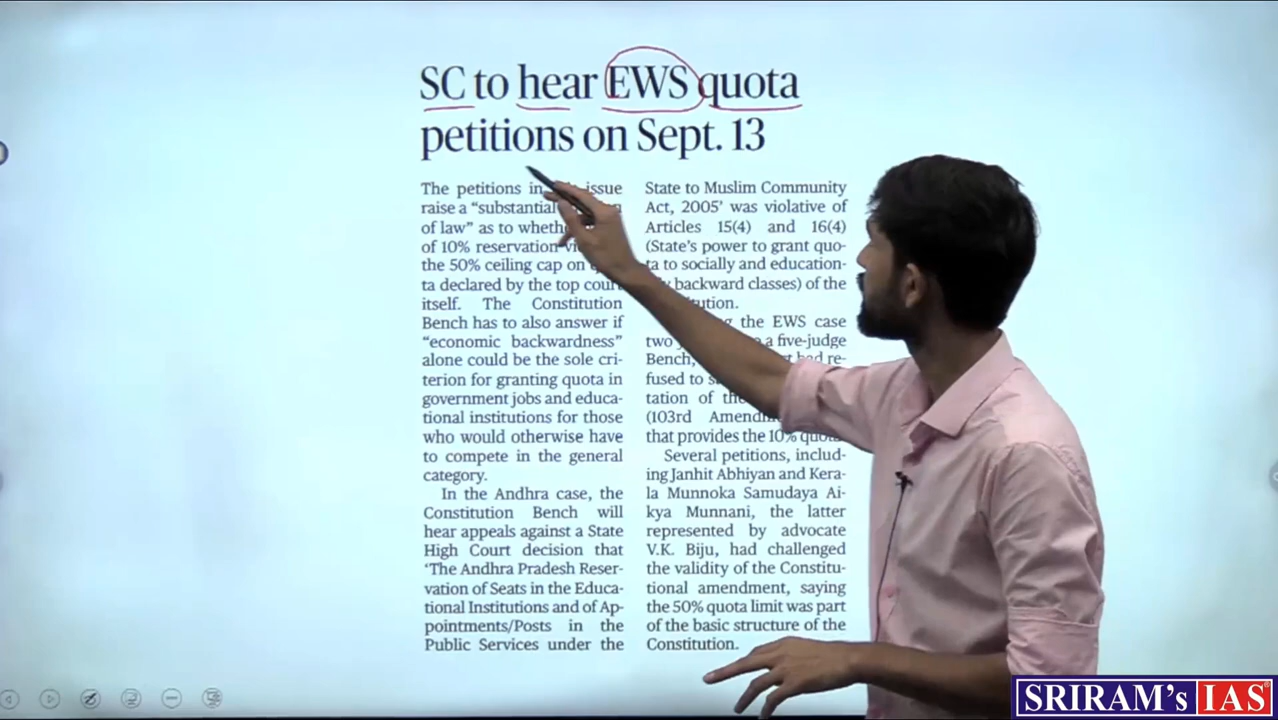 SC to hear EWS quota
petitions on Sept. 13
The petitions in issue
raise a “substantial
of law” as to wheth
of 10% reservation
the 50% ceiling cap on
ta declared by the top court
itself. The Constitution
Bench has to also answer if
“economic backwardness”
alone could be the sole cri-
terion for granting quota in
government jobs and educa-
tional institutions for those
who would otherwise have
to compete in the general
category.
In the Andhra case, the
Constitution Bench will
hear appeals against a State
High Court decision that
‘The Andhra Pradesh Reser-
vation of Seats in the Educa-
tional Institutions and of Ap-
pointments/Posts in the
Public Services under the
State to Muslim Community
Act, 2005’ was violative of
Articles 15(4) and 16(4)
(State’s power to grant quo-
ta to socially and education-
backward classes) of the
the EWS case
two a five-judge
Bench, had re-
fused to
tation of
(103rd
that provides the 10% quota
Several petitions, includ-
ing Janhit Abhiyan and Kera-
la Munnoka Samudaya Ai-
kya Munnani, the latter
represented by advocate
V.K. Biju, had challenged
the validity of the Constitu-
tional amendment, saying
the 50% quota limit was part
of the basic structure of the
Constitution.
SRIRAM's IAS